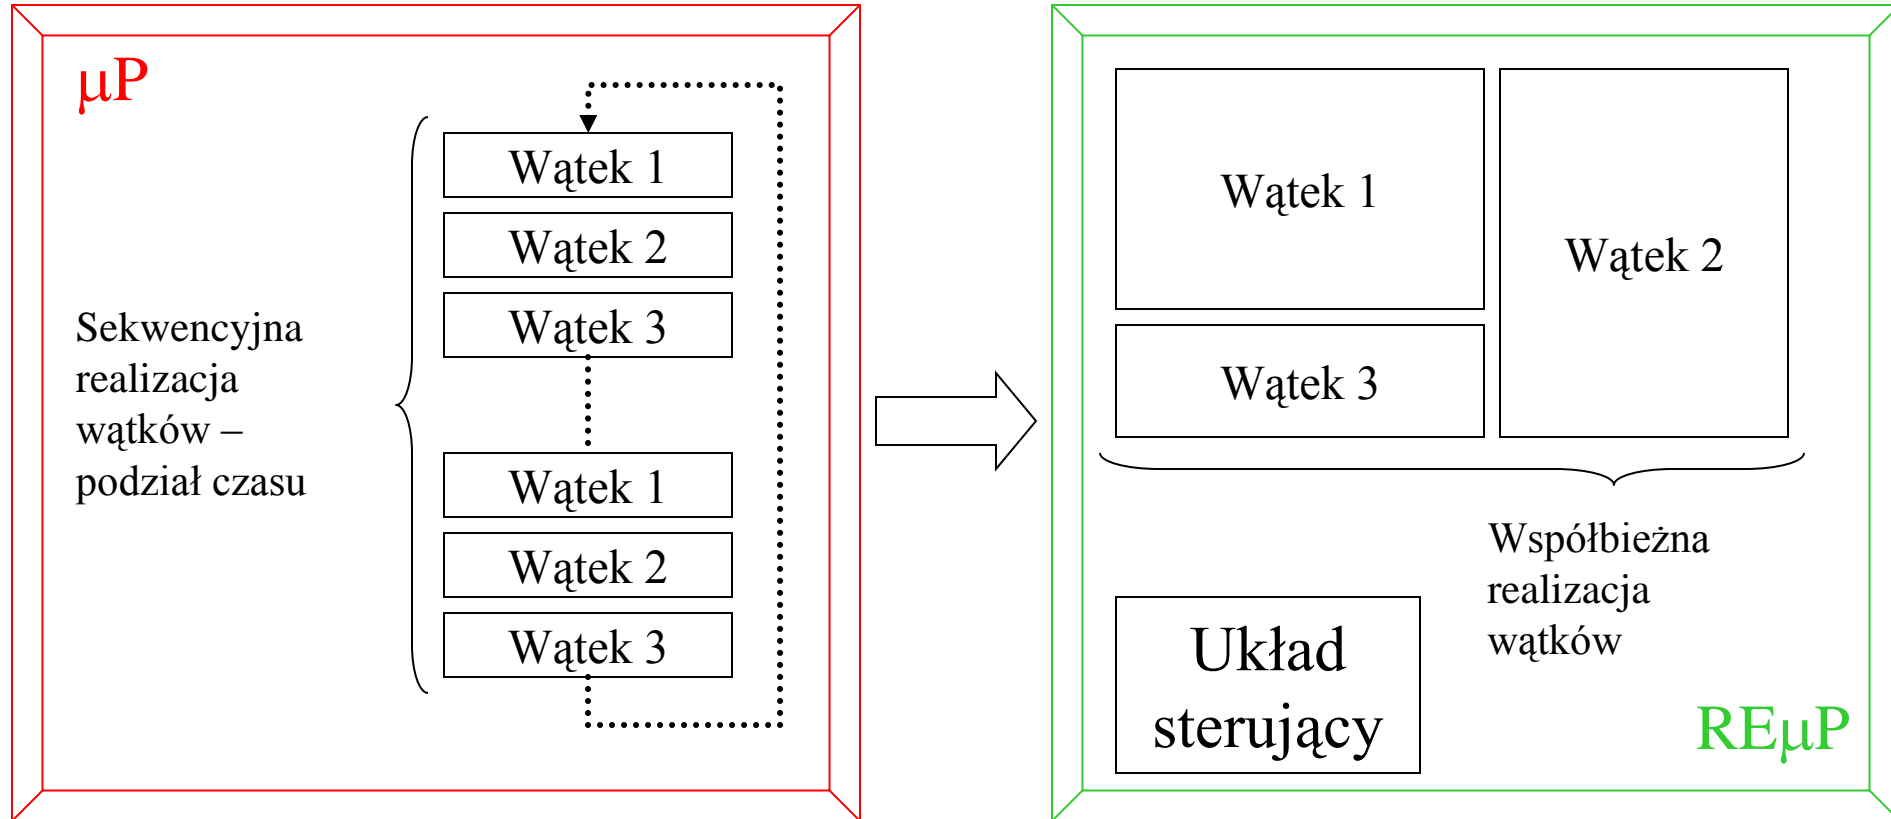 μP
Wątek 1
Wątek 2
Wątek 3
Sekwencyjna
realizacja
wątków –
podział czasu
Wątek 1
Wątek 2
Wątek 3
Wątek 1
Wątek 2
Wątek 3
Współbieżna
realizacja
wątków
Układ
sterujący
REμP